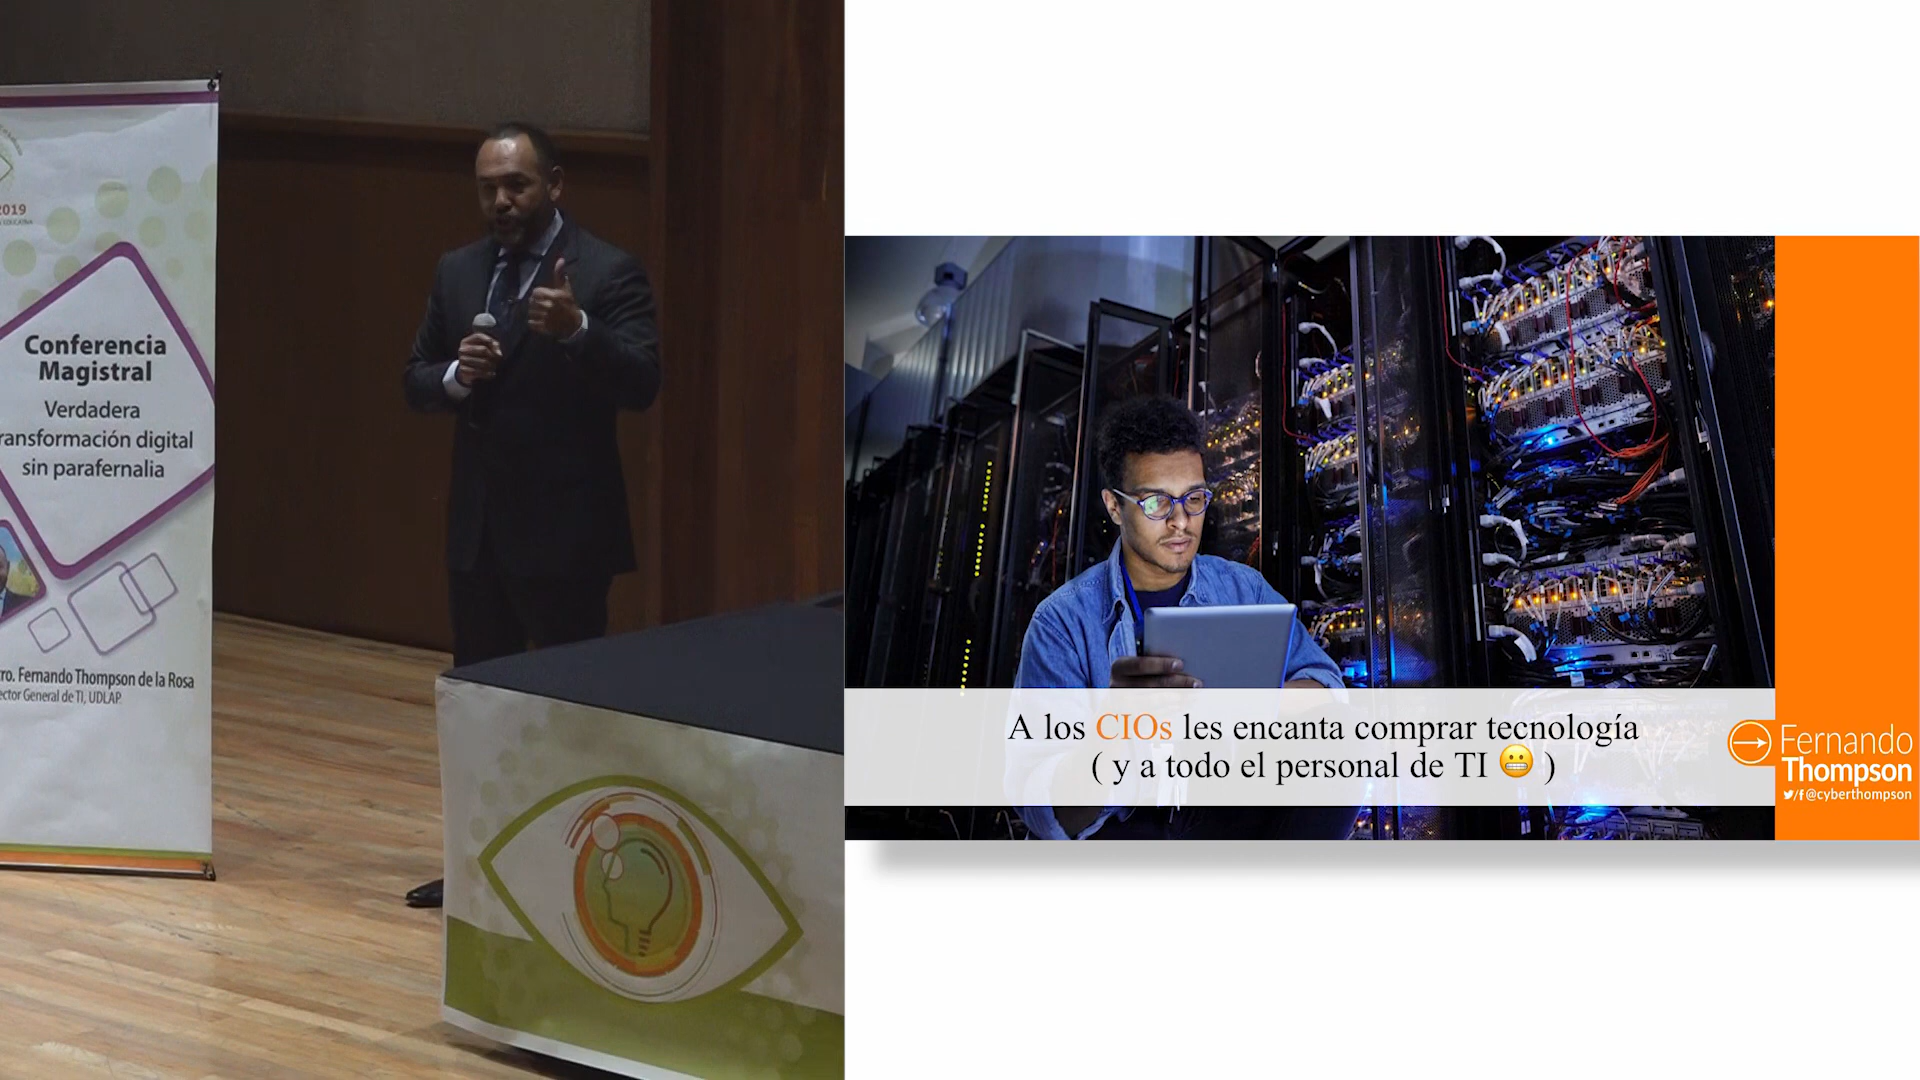 2019
Conferencia
Magistral
Verdadera
ransformación digital
sin parafernalia
ro. Fernando Thompson de la Rosa
ector General de TI, UDLAP
A los CIOs les encanta comprar tecnología
( y a todo el personal de TI 😬 )
Fernando
Thompson
/f @cyberthompson